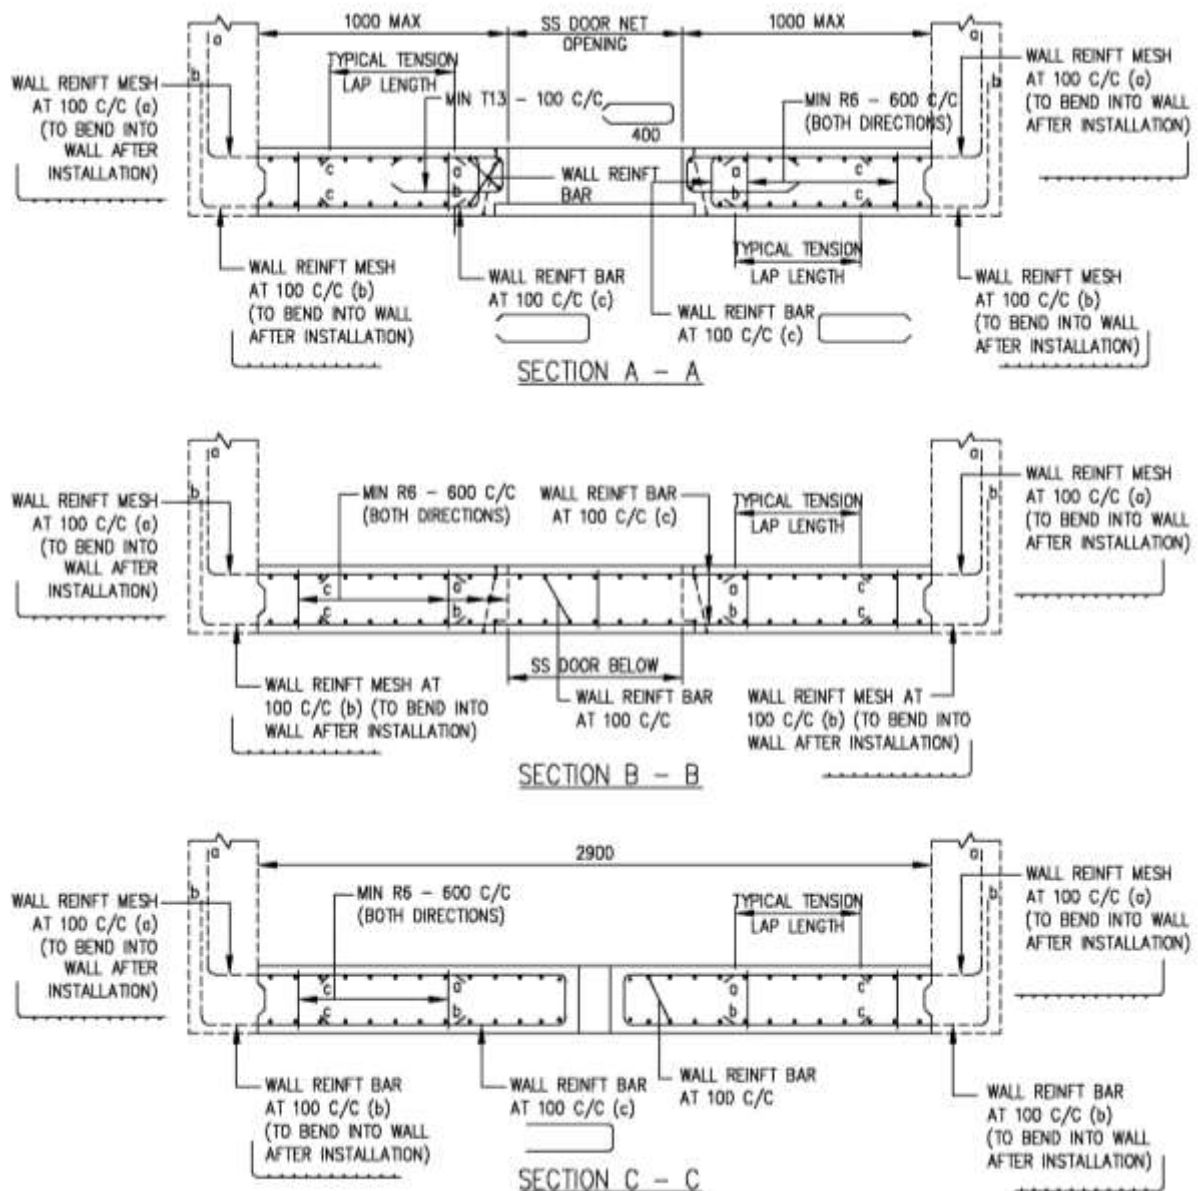 1000 MAX
SS DOOR NET
OPENING
1000 MAX
TYPICAL TENSION
LAP LENGTH
MIN T13 - 100 C/C
400
MIN R6 - 600 C/C
(BOTH DIRECTIONS)
WALL REINFT MESH
AT 100 C/C (a)
(TO BEND INTO
WALL AFTER
INSTALLATION)
WALL REINFT MESH
AT 100 C/C (a)
(TO BEND INTO WALL
AFTER INSTALLATION)
a
b
a
b
c
c
a
b
WALL REINFT
BAR
a
b
c
c
TYPICAL TENSION
LAP LENGTH
WALL REINFT MESH
AT 100 C/C (b)
(TO BEND INTO WALL
AFTER INSTALLATION)
WALL REINFT BAR
AT 100 C/C (c)
WALL REINFT BAR
AT 100 C/C (c)
WALL REINFT MESH
AT 100 C/C (b)
(TO BEND INTO WALL
AFTER INSTALLATION)
SECTION A - A
a
b
a
b
WALL REINFT MESH
AT 100 C/C (a)
(TO BEND INTO
WALL AFTER
INSTALLATION)
MIN R6 - 600 C/C
(BOTH DIRECTIONS)
WALL REINFT BAR
AT 100 C/C (c)
TYPICAL TENSION
LAP LENGTH
WALL REINFT MESH
AT 100 C/C (a)
(TO BEND INTO WALL
AFTER INSTALLATION)
c
c
a
b
a
b
c
c
SS DOOR BELOW
WALL REINFT MESH AT
100 C/C (b) (TO BEND INTO
WALL AFTER INSTALLATION)
WALL REINFT BAR
AT 100 C/C
WALL REINFT MESH AT
100 C/C (b) (TO BEND INTO
WALL AFTER INSTALLATION)
SECTION B - B
2900
a
b
a
b
WALL REINFT MESH
AT 100 C/C (a)
(TO BEND INTO
WALL AFTER
INSTALLATION)
MIN R6 - 600 C/C
(BOTH DIRECTIONS)
TYPICAL TENSION
LAP LENGTH
WALL REINFT MESH
AT 100 C/C (a)
(TO BEND INTO WALL
AFTER INSTALLATION)
c
c
a
b
a
b
c
c
WALL REINFT BAR
AT 100 C/C (b)
(TO BEND INTO WALL
AFTER INSTALLATION)
WALL REINFT BAR
AT 100 C/C (c)
WALL REINFT BAR
AT 100 C/C
WALL REINFT BAR
AT 100 C/C (b)
(TO BEND INTO WALL
AFTER INSTALLATION)
SECTION C - C